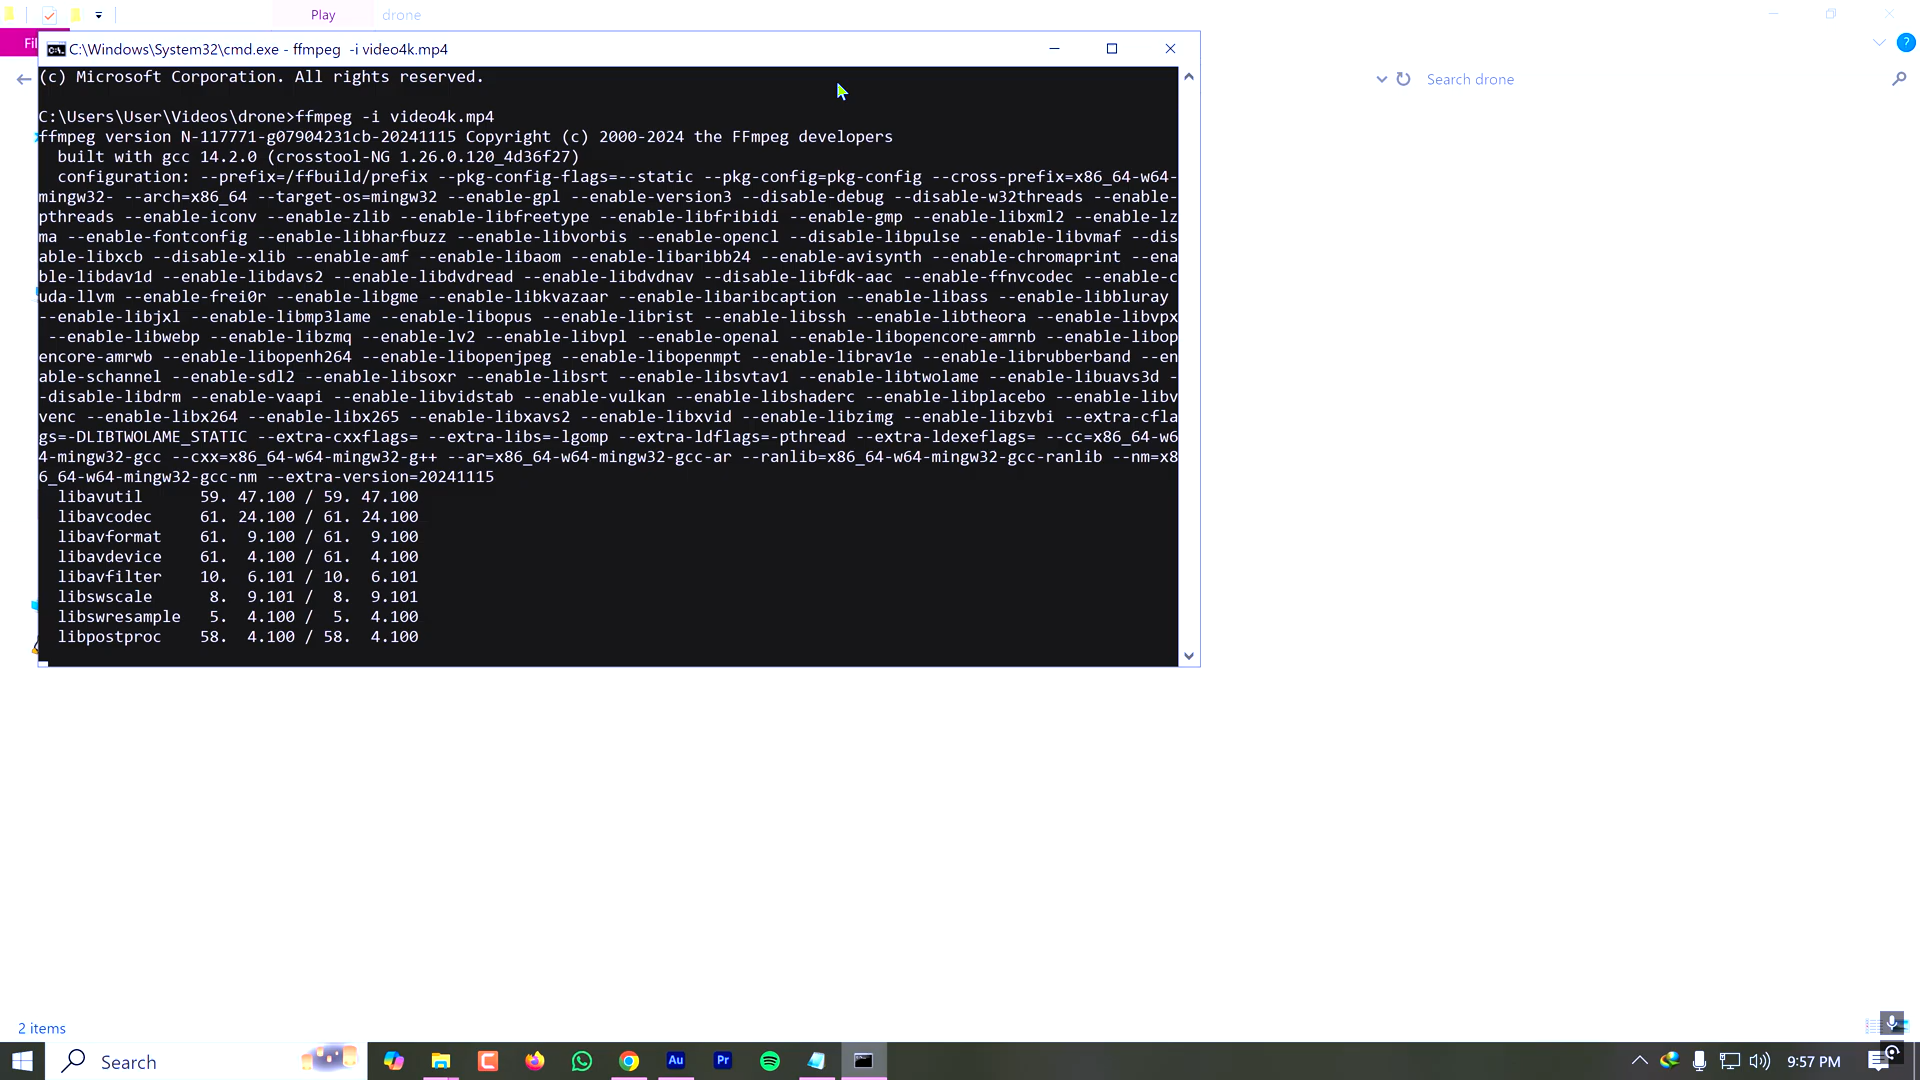 Play
drone
Fil
C:\Windows\System32\cmd.exe - ffmpeg -i video4k.mp4
(c) Microsoft Corporation. All rights reserved.
Search drone
C:\Users\User\Videos\drone>ffmpeg -i video4k.mp4
ffmpeg version N-117771-g07904231cb-20241115 Copyright (c) 2000-2024 the FFmpeg developers
built with gcc 14.2.0 (crosstool-NG 1.26.0.120_4d36f27)
configuration: --prefix=/ffbuild/prefix --pkg-config-flags=--static --pkg-config=pkg-config --cross-prefix=x86_64-w64-
mingw32- --arch=x86_64 --target-os=mingw32 --enable-gpl --enable-version3 --disable-debug --disable-w32threads --enable-
pthreads --enable-iconv --enable-zlib --enable-libfreetype --enable-libfribidi --enable-gmp --enable-libxml2 --enable-lz
ma --enable-fontconfig --enable-libharfbuzz --enable-libvorbis --enable-opencl --disable-libpulse --enable-libvmaf --dis
able-libxcb --disable-xlib --enable-amf --enable-libaom --enable-libaribb24 --enable-avisynth --enable-chromaprint --ena
ble-libdav1d --enable-libdavs2 --enable-libdvdread --enable-libdvdnav --disable-libfdk-aac --enable-ffnvcodec --enable-c
uda-llvm --enable-frei0r --enable-libgme --enable-libkvazaar --enable-libaribcaption --enable-libass --enable-libbluray
--enable-libjxl --enable-libmp3lame --enable-libopus --enable-librist --enable-libssh --enable-libtheora --enable-libvpx
--enable-libwebp --enable-libzmq --enable-lv2 --enable-libvpl --enable-openal --enable-libopencore-amrnb --enable-libop
encore-amrwb --enable-libopenh264 --enable-libopenjpeg --enable-libopenmpt --enable-librav1e --enable-librubberband --en
able-schannel --enable-sdl2 --enable-libsoxr --enable-libsrt --enable-libsvtav1 --enable-libtwolame --enable-libuavs3d -
-disable-libdrm --enable-vaapi --enable-libvidstab --enable-vulkan --enable-libshaderc --enable-libplacebo --enable-libv
venc --enable-libx264 --enable-libx265 --enable-libxavs2 --enable-libxvid --enable-libzimg --enable-libzvbi --extra-cfla
gs=-DLIBTWOLAME_STATIC --extra-cxxflags= --extra-libs=-lgomp --extra-ldflags=-pthread --extra-ldexeflags= --cc=x86_64-w6
4-mingw32-gcc --cxx=x86_64-w64-mingw32-g++ --ar=x86_64-w64-mingw32-gcc-ar --ranlib=x86_64-w64-mingw32-gcc-ranlib --nm=x8
6_64-w64-mingw32-gcc-nm --extra-version=20241115
libavutil 59. 47.100 / 59. 47.100
libavcodec 61. 24.100 / 61. 24.100
libavformat 61. 9.100 / 61. 9.100
libavdevice 61. 4.100 / 61. 4.100
libavfilter 10. 6.101 / 10. 6.101
libswscale 8. 9.101 / 8. 9.101
libswresample 5. 4.100 / 5. 4.100
libpostproc 58. 4.100 / 58. 4.100
2 items
Search
Au
Pr
9:57 PM